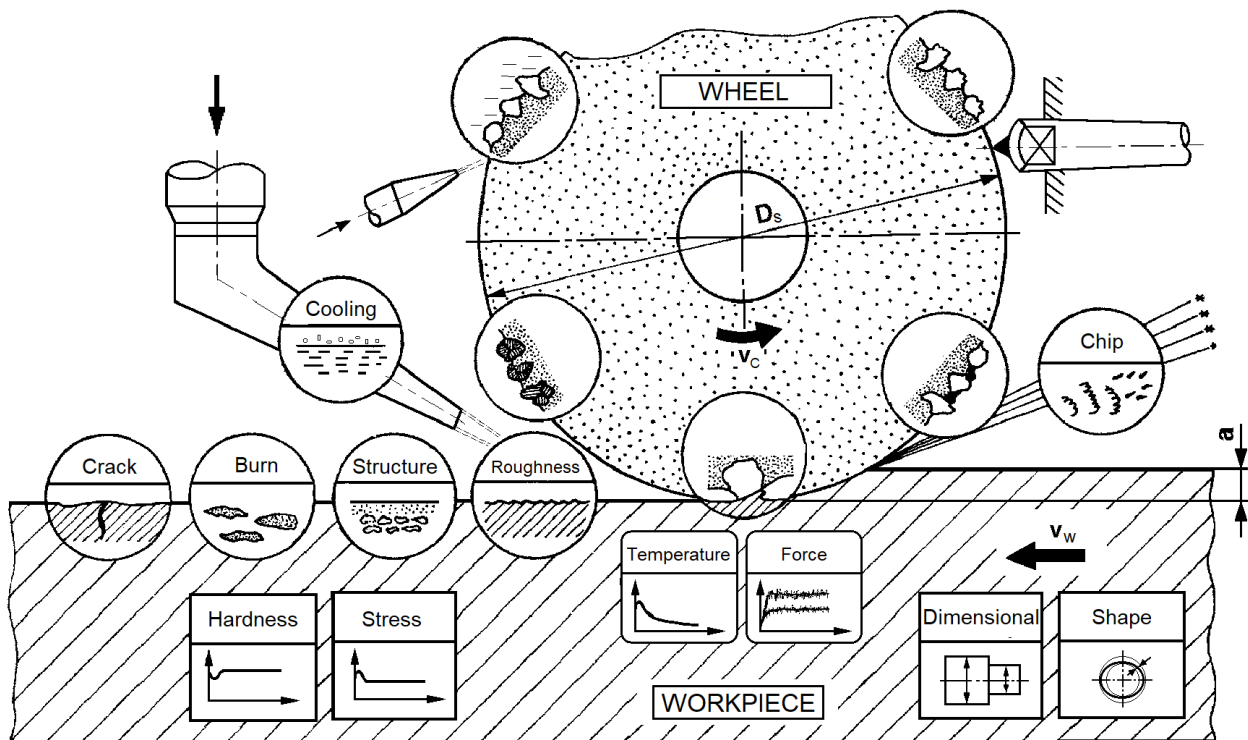 WHEEL
Ds
vC
Cooling
Chip
a
Crack
Burn
Structure
Roughness
Temperature
Force
vw
Hardness
Stress
Dimensional
Shape
WORKPIECE